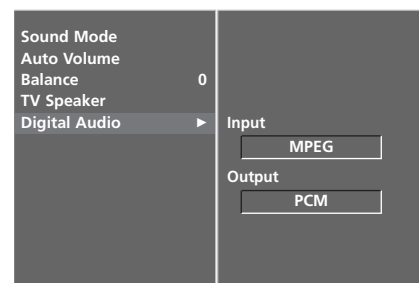 Sound Mode
Auto Volume
Balance 0
TV Speaker
Digital Audio ►
Input
MPEG
Output
PCM